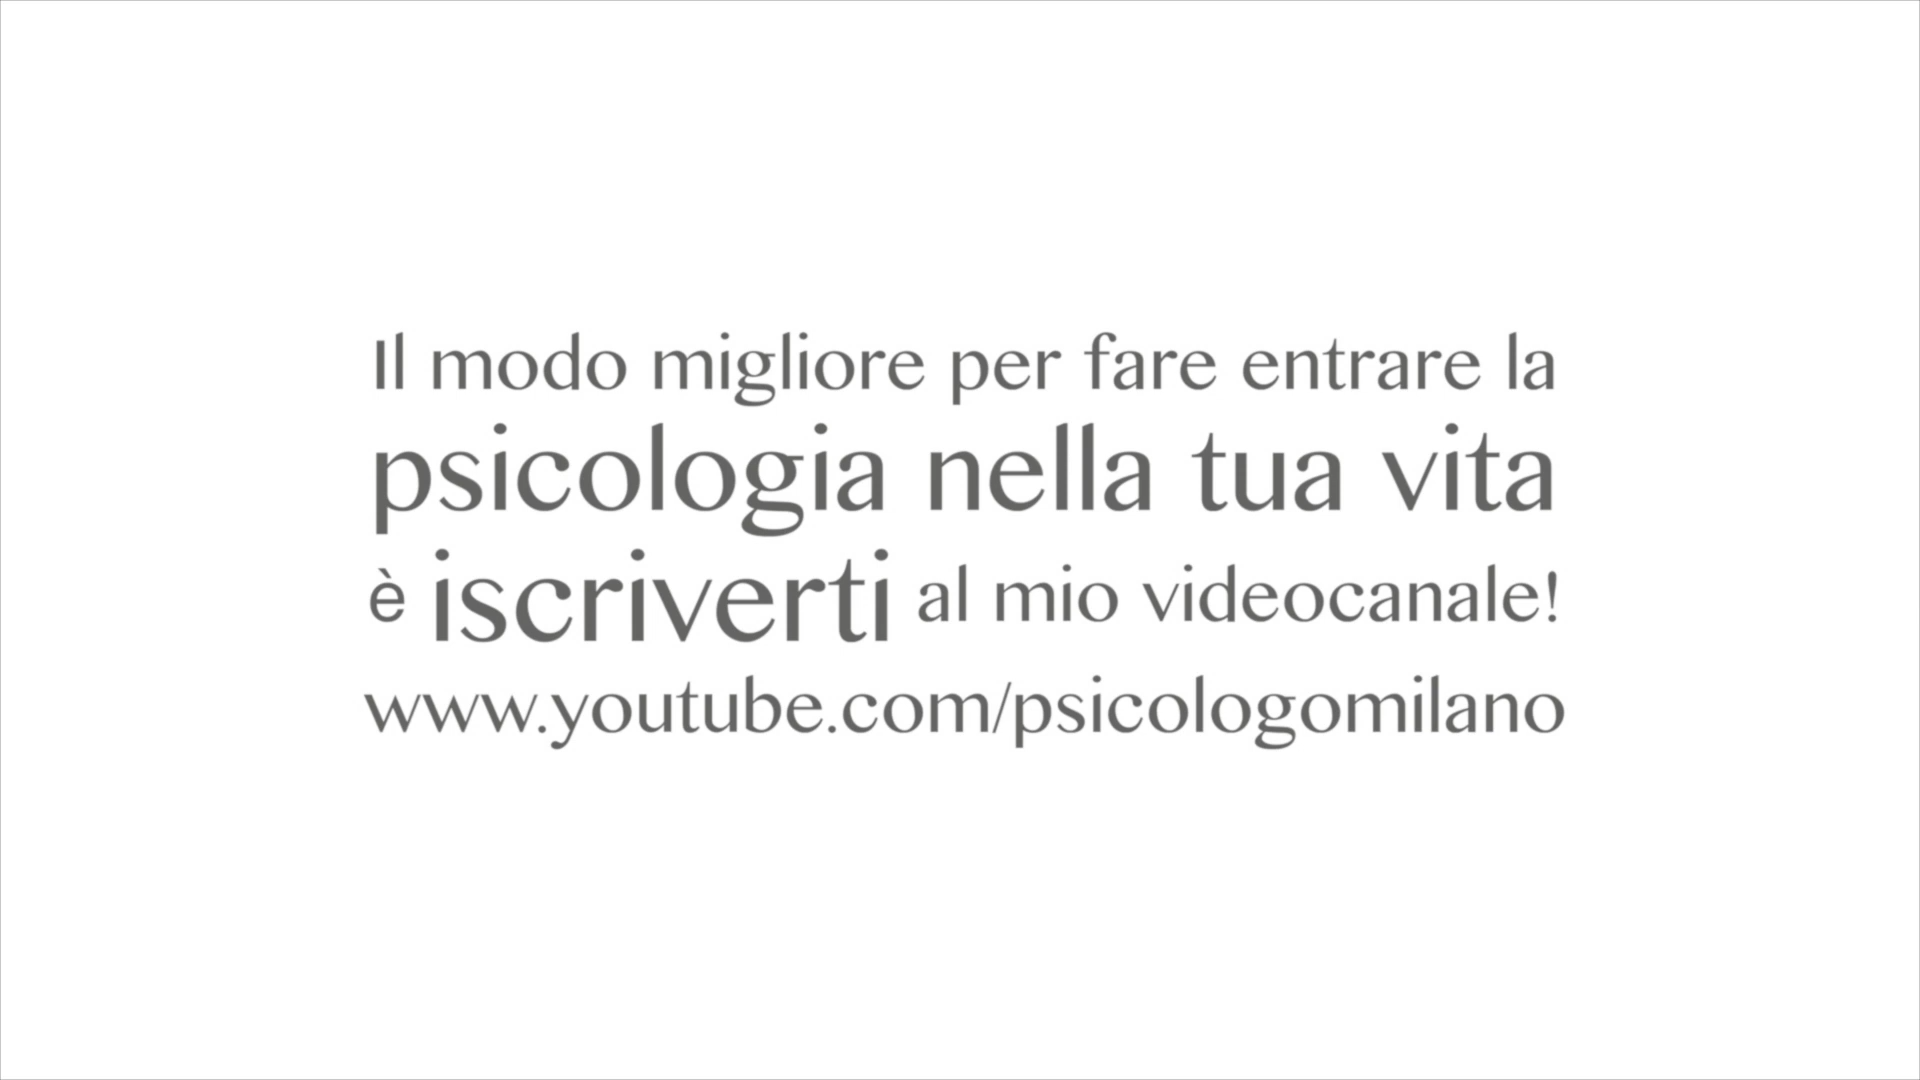 Il modo migliore per fare entrare la
psicologia nella tua vita
è iscriverti al mio videocanale!
www.youtube.com/psicologomilano